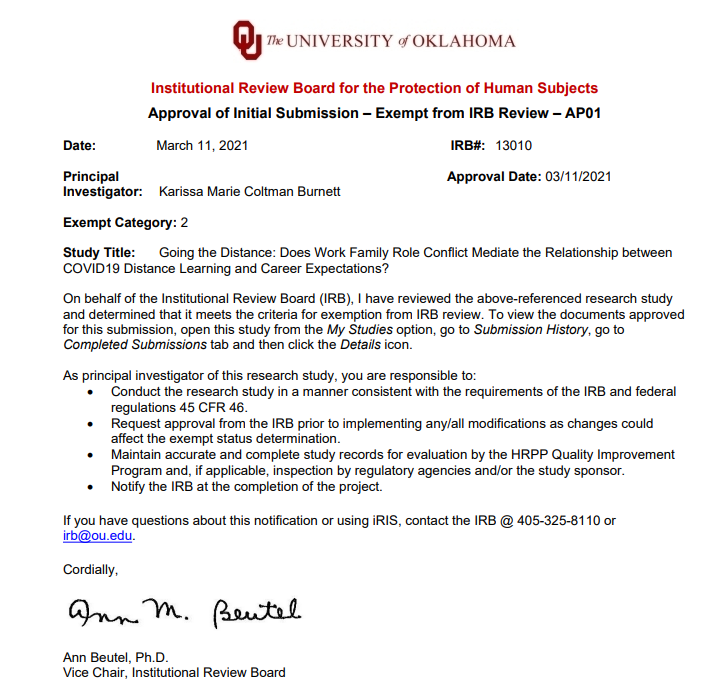 The UNIVERSITY of OKLAHOMA
Institutional Review Board for the Protection of Human Subjects
Approval of Initial Submission – Exempt from IRB Review – AP01
Date: March 11, 2021 IRB#: 13010
Principal
Investigator: Karissa Marie Coltman Burnett Approval Date: 03/11/2021
Exempt Category: 2
Study Title: Going the Distance: Does Work Family Role Conflict Mediate the Relationship between
COVID19 Distance Learning and Career Expectations?
On behalf of the Institutional Review Board (IRB), I have reviewed the above-referenced research study
and determined that it meets the criteria for exemption from IRB review. To view the documents approved
for this submission, open this study from the My Studies option, go to Submission History, go to
Completed Submissions tab and then click the Details icon.
As principal investigator of this research study, you are responsible to:
• Conduct the research study in a manner consistent with the requirements of the IRB and federal
regulations 45 CFR 46.
• Request approval from the IRB prior to implementing any/all modifications as changes could
affect the exempt status determination.
• Maintain accurate and complete study records for evaluation by the HRPP Quality Improvement
Program and, if applicable, inspection by regulatory agencies and/or the study sponsor.
• Notify the IRB at the completion of the project.
If you have questions about this notification or using iRIS, contact the IRB @ 405-325-8110 or
irb@ou.edu.
Cordially,
Ann M. Beutel
Ann Beutel, Ph.D.
Vice Chair, Institutional Review Board